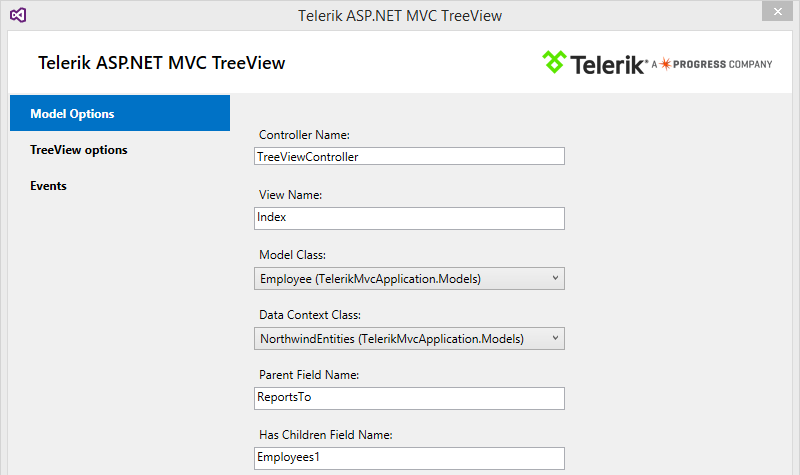 Telerik ASP.NET MVC TreeView
Telerik ASP.NET MVC TreeView
Telerik® A PROGRESS COMPANY
Model Options
TreeView options
Events
Controller Name:
TreeViewController
View Name:
Index
Model Class:
Employee (TelerikMvcApplication.Models)
Data Context Class:
NorthwindEntities (TelerikMvcApplication.Models)
Parent Field Name:
ReportsTo
Has Children Field Name:
Employees1